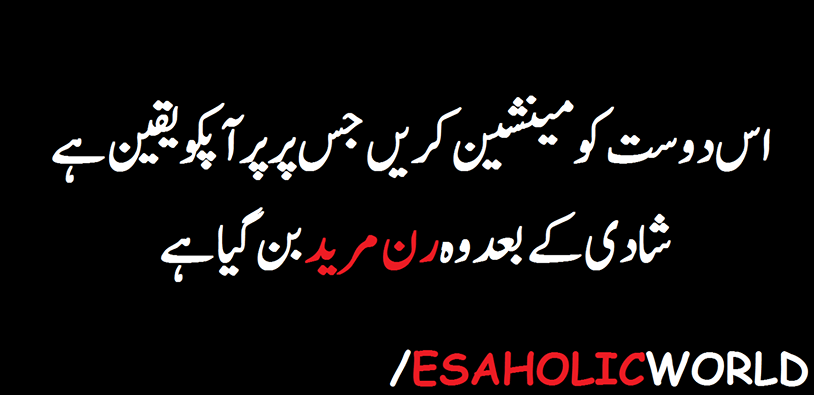 اس دوست کو مینشین کریں جس پر پر آپکو یقین ہے
شادی کے بعد وہ رن مرید بن گیا ہے
/ESAHOLICWORLD